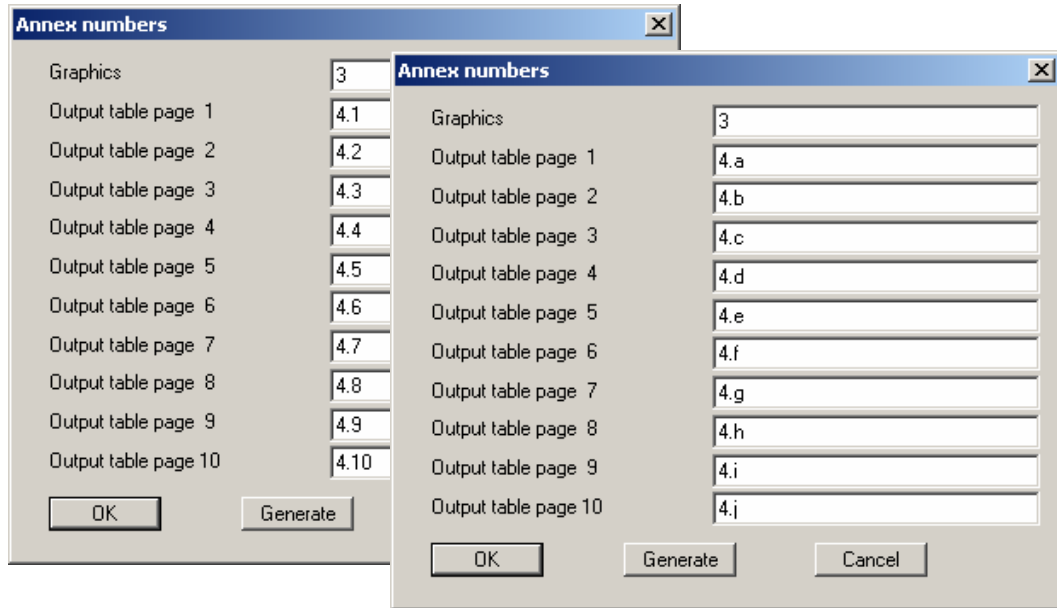 Annex numbers
Graphics 3
Output table page 1 4.1
Output table page 2 4.2
Output table page 3 4.3
Output table page 4 4.4
Output table page 5 4.5
Output table page 6 4.6
Output table page 7 4.7
Output table page 8 4.8
Output table page 9 4.9
Output table page 10 4.10
OK Generate
Annex numbers
Graphics 3
Output table page 1 4.a
Output table page 2 4.b
Output table page 3 4.c
Output table page 4 4.d
Output table page 5 4.e
Output table page 6 4.f
Output table page 7 4.g
Output table page 8 4.h
Output table page 9 4.i
Output table page 10 4.j
OK Generate Cancel